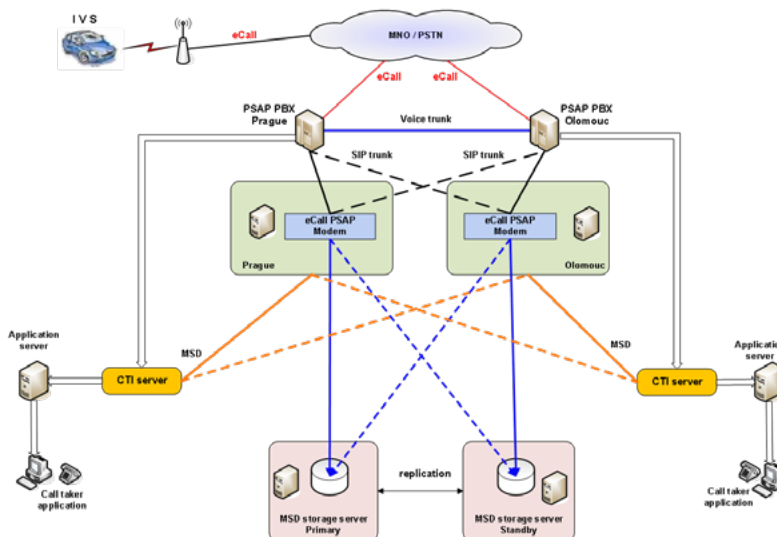 I V S
eCall
MNO / PSTN
eCall
eCall
PSAP PBX
Prague
PSAP PBX
Olomouc
Voice trunk
SIP trunk
SIP trunk
eCall PSAP
Modem
eCall PSAP
Modem
Prague
Olomouc
Application
server
MSD
MSD
Application
server
CTI server
CTI server
Call taker
application
Call taker
application
replication
MSD storage server
Primary
MSD storage server
Standby